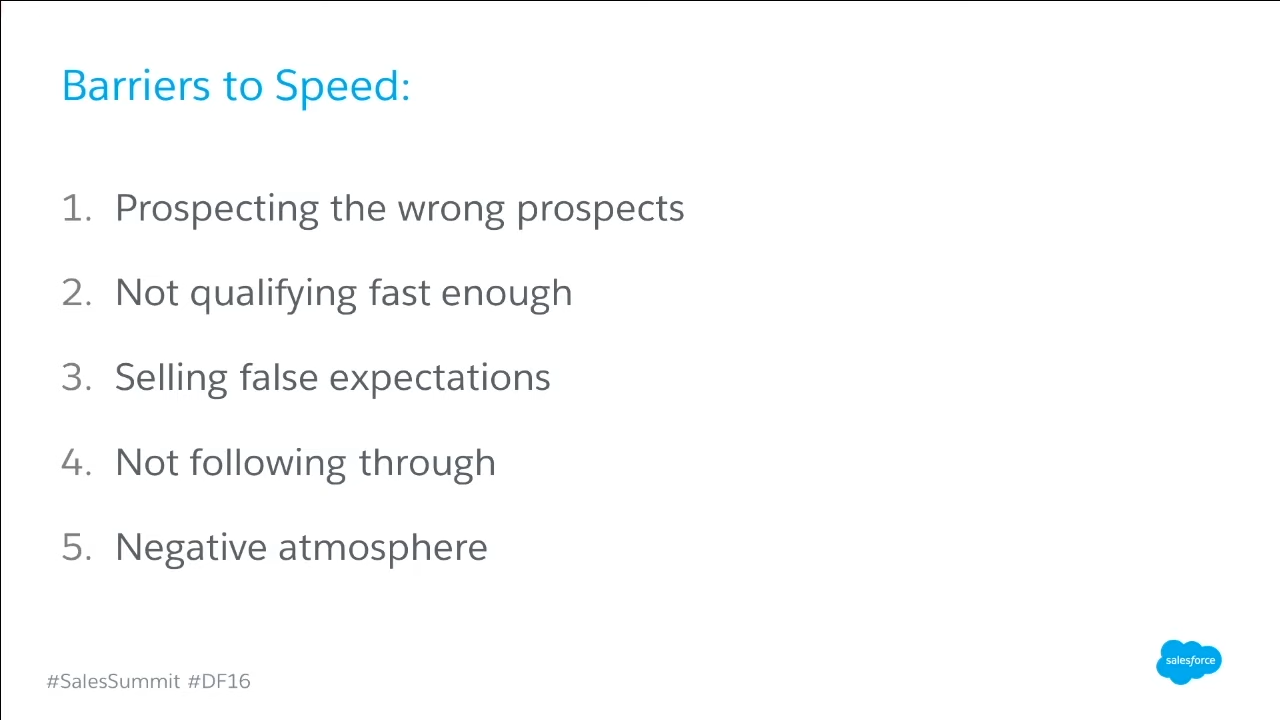 Barriers to Speed:
1. Prospecting the wrong prospects
2. Not qualifying fast enough
3. Selling false expectations
4. Not following through
5. Negative atmosphere
salesforce
#SalesSummit #DF16